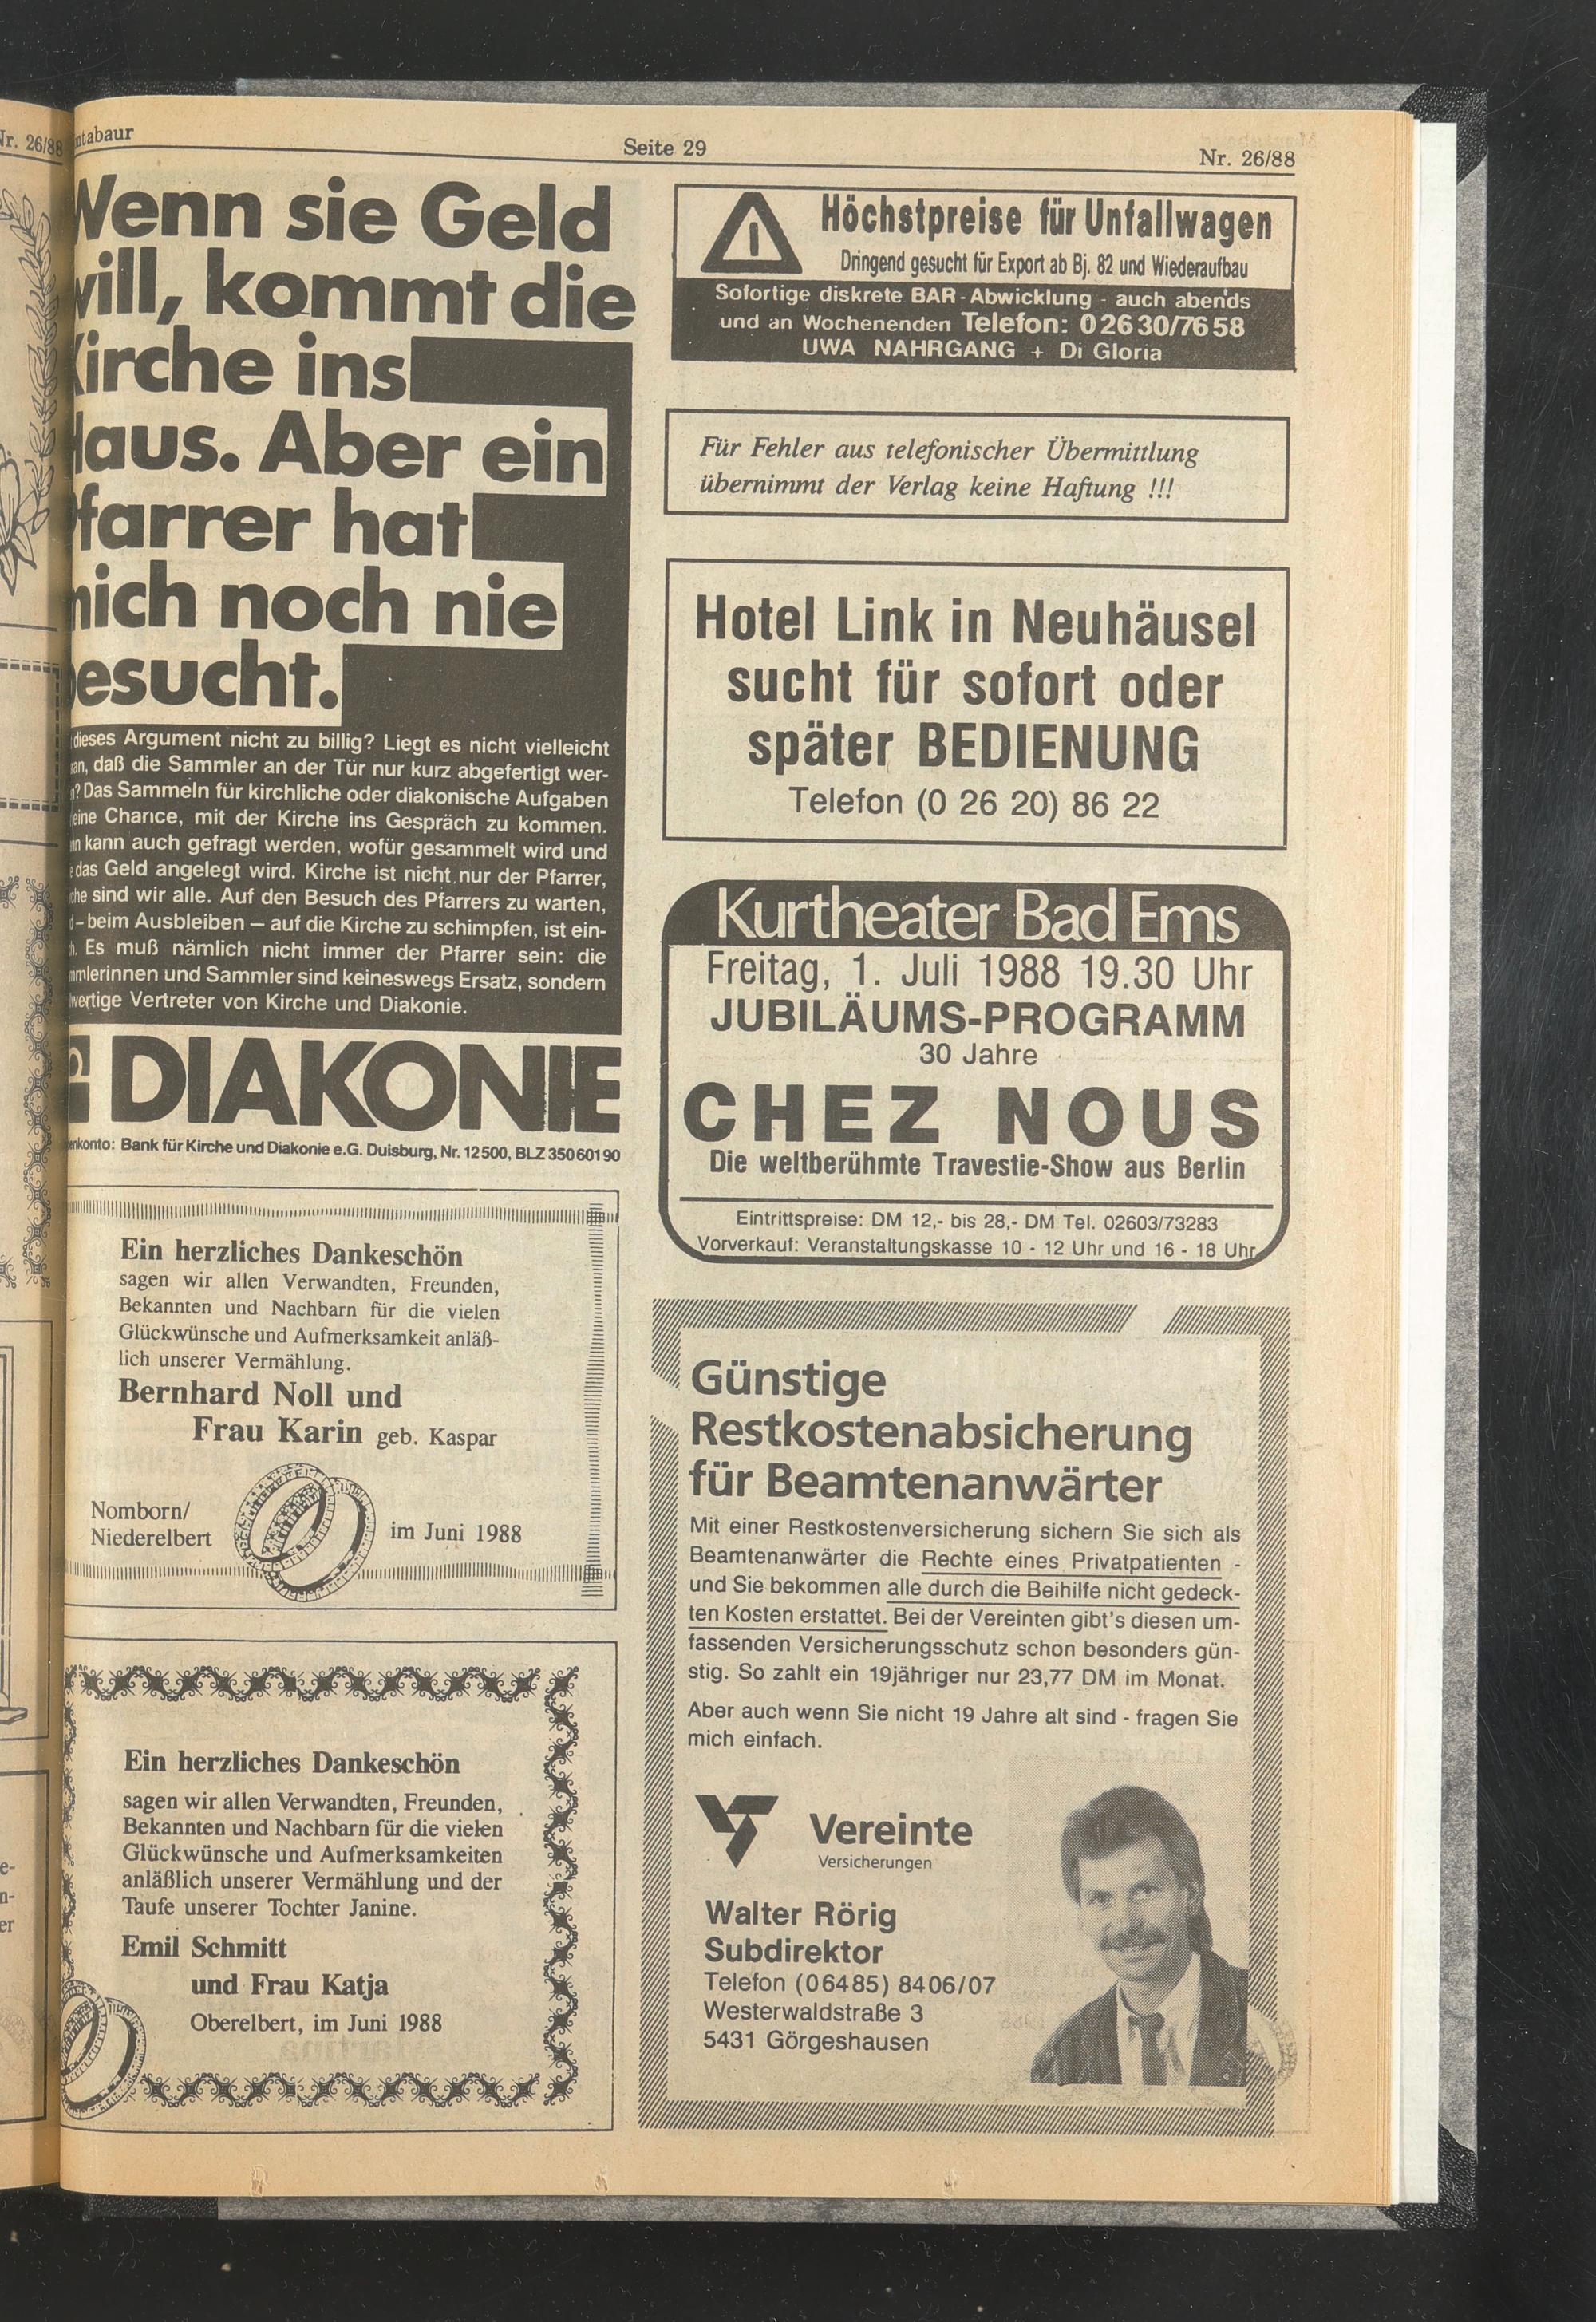 Nr. 26/88
ntabaur
Seite 29
Nr. 26/88
Wenn sie Geld
will, kommt die
Kirche ins
Haus. Aber ein
Pfarrer hat
mich noch nie
besucht.
dieses Argument nicht zu billig? Liegt es nicht vielleicht
ran, daß die Sammler an der Tür nur kurz abgefertigt wer-
n? Das Sammeln für kirchliche oder diakonische Aufgaben
eine Chance, mit der Kirche ins Gespräch zu kommen.
nn kann auch gefragt werden, wofür gesammelt wird und
e das Geld angelegt wird. Kirche ist nicht nur der Pfarrer,
che sind wir alle. Auf den Besuch des Pfarrers zu warten,
d – beim Ausbleiben – auf die Kirche zu schimpfen, ist ein-
h. Es muß nämlich nicht immer der Pfarrer sein: die
mmlerinnen und Sammler sind keineswegs Ersatz, sondern
lwertige Vertreter von Kirche und Diakonie.
DIAKONIE
enkonto: Bank für Kirche und Diakonie e.G. Duisburg, Nr. 12500, BLZ 35060190
Ein herzliches Dankeschön
sagen wir allen Verwandten, Freunden,
Bekannten und Nachbarn für die vielen
Glückwünsche und Aufmerksamkeit anläß-
lich unserer Vermählung.
Bernhard Noll und
Frau Karin geb. Kaspar
Nomborn/
Niederelbert
im Juni 1988
Ein herzliches Dankeschön
sagen wir allen Verwandten, Freunden,
Bekannten und Nachbarn für die vielen
Glückwünsche und Aufmerksamkeiten
anläßlich unserer Vermählung und der
Taufe unserer Tochter Janine.
Emil Schmitt
und Frau Katja
Oberelbert, im Juni 1988
Höchstpreise für Unfallwagen
Dringend gesucht für Export ab Bj. 82 und Wiederaufbau
Sofortige diskrete BAR-Abwicklung - auch abends
und an Wochenenden Telefon: 02630/7658
UWA NAHRGANG + Di Gloria
Für Fehler aus telefonischer Übermittlung
übernimmt der Verlag keine Haftung !!!
Hotel Link in Neuhäusel
sucht für sofort oder
später BEDIENUNG
Telefon (0 26 20) 86 22
Kurtheater Bad Ems
Freitag, 1. Juli 1988 19.30 Uhr
JUBILÄUMS-PROGRAMM
30 Jahre
CHEZ NOUS
Die weltberühmte Travestie-Show aus Berlin
Eintrittspreise: DM 12,- bis 28,- DM Tel. 02603/73283
Vorverkauf: Veranstaltungskasse 10 - 12 Uhr und 16 - 18 Uhr
Günstige
Restkostenabsicherung
für Beamtenanwärter
Mit einer Restkostenversicherung sichern Sie sich als
Beamtenanwärter die Rechte eines Privatpatienten -
und Sie bekommen alle durch die Beihilfe nicht gedeck-
ten Kosten erstattet. Bei der Vereinten gibt's diesen um-
fassenden Versicherungsschutz schon besonders gün-
stig. So zahlt ein 19jähriger nur 23,77 DM im Monat.
Aber auch wenn Sie nicht 19 Jahre alt sind - fragen Sie
mich einfach.
Vereinte
Versicherungen
Walter Rörig
Subdirektor
Telefon (06485) 8406/07
Westerwaldstraße 3
5431 Görgeshausen